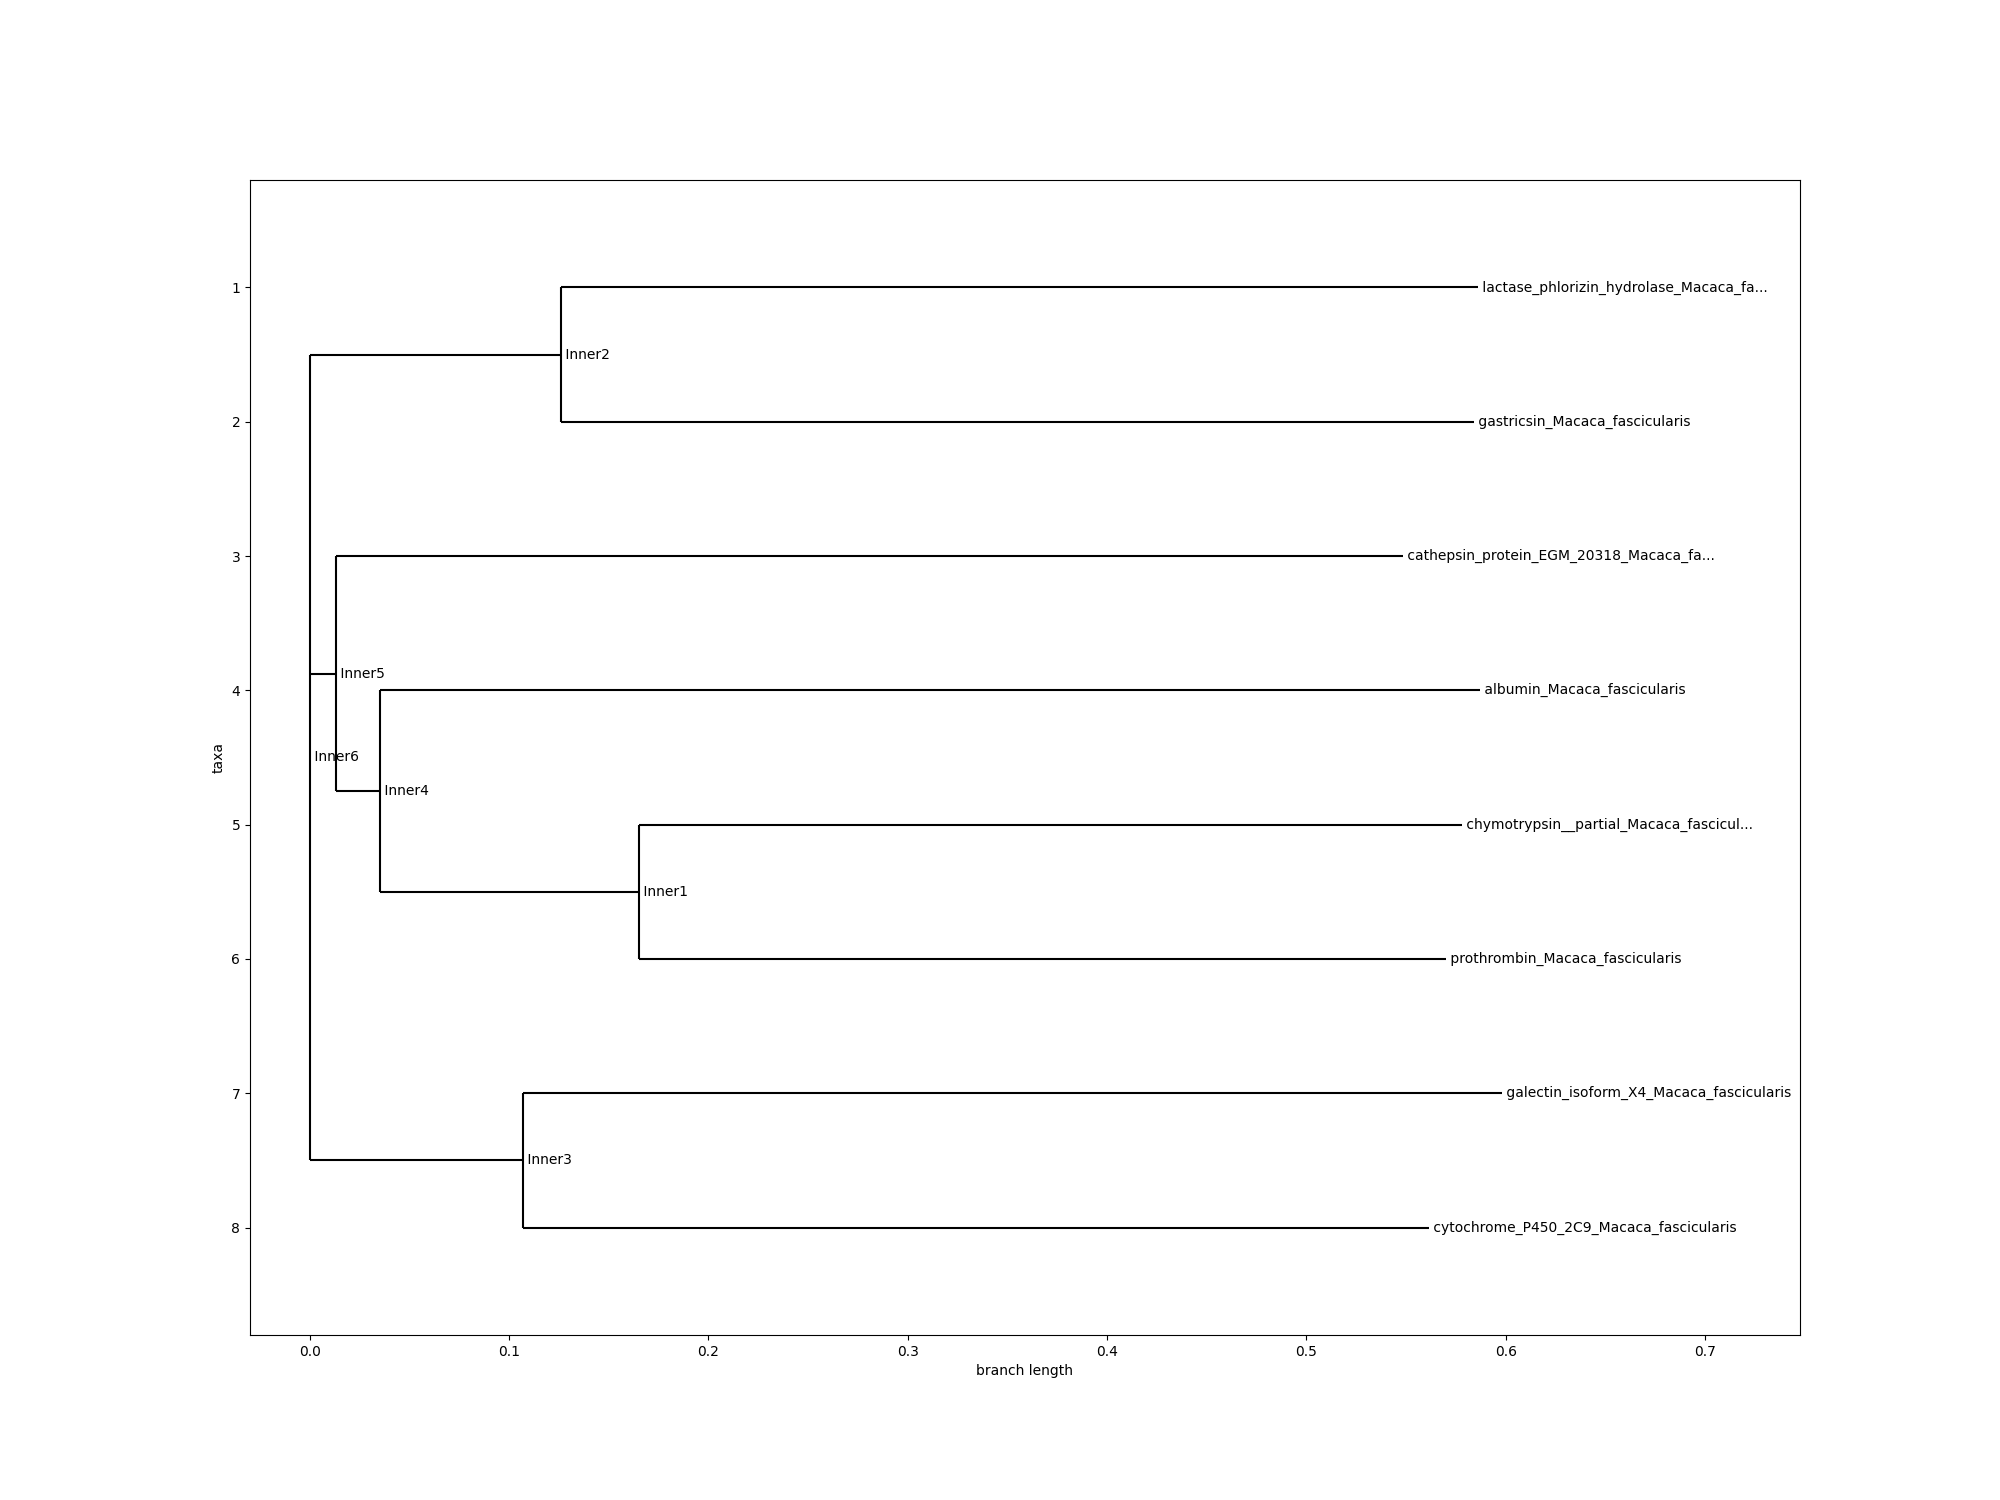 1
lactase_phlorizin_hydrolase_Macaca_fa...
Inner2
2
gastricsin_Macaca_fascicularis
3
cathepsin_protein_EGM_20318_Macaca_fa...
Inner5
4
albumin_Macaca_fascicularis
taxa
Inner6
Inner4
5
chymotrypsin__partial_Macaca_fascicul...
Inner1
6
prothrombin_Macaca_fascicularis
7
galectin_isoform_X4_Macaca_fascicularis
Inner3
8
cytochrome_P450_2C9_Macaca_fascicularis
0.0 0.1 0.2 0.3 0.4 0.5 0.6 0.7
branch length